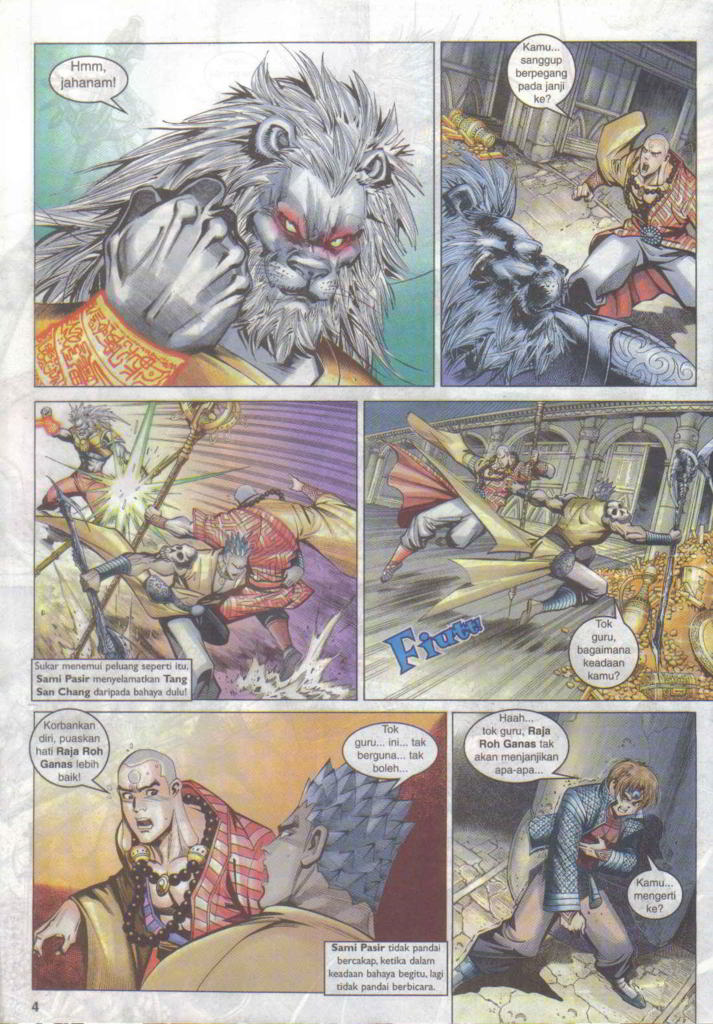 Hmm,
jahanam!
Kamu...
sanggup
berpegang
pada janji
ke?
Sukar menemui peluang seperti itu,
Sami Pasir menyelamatkan Tang
San Chang daripada bahaya dulu!
Fiutt!
Tok
guru,
bagaimana
keadaan
kamu?
Korbankan
diri, puaskan
hati Raja Roh
Ganas lebih
baik!
Tok
guru... ini... tak
berguna... tak
boleh...
Sami Pasir tidak pandai
bercakap, ketika dalam
keadaan bahaya begitu, lagi
tidak pandai berbicara.
Haah...
tok guru, Raja
Roh Ganas tak
akan menjanjikan
apa-apa...
Kamu...
mengerti
ke?
4